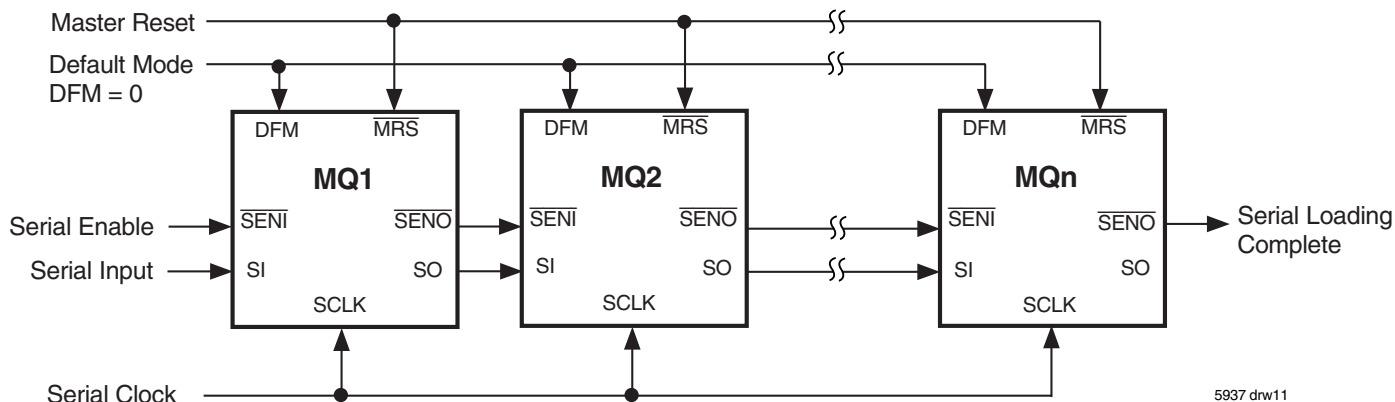 Master Reset
Default Mode
DFM = 0
DFM MRS DFM MRS DFM MRS
MQ1 MQ2 MQn
Serial Enable SENI SENO SENI SENO SENI SENO Serial Loading
Complete
Serial Input SI SO SI SO SI SO
SCLK SCLK SCLK
Serial Clock
5937 drw11